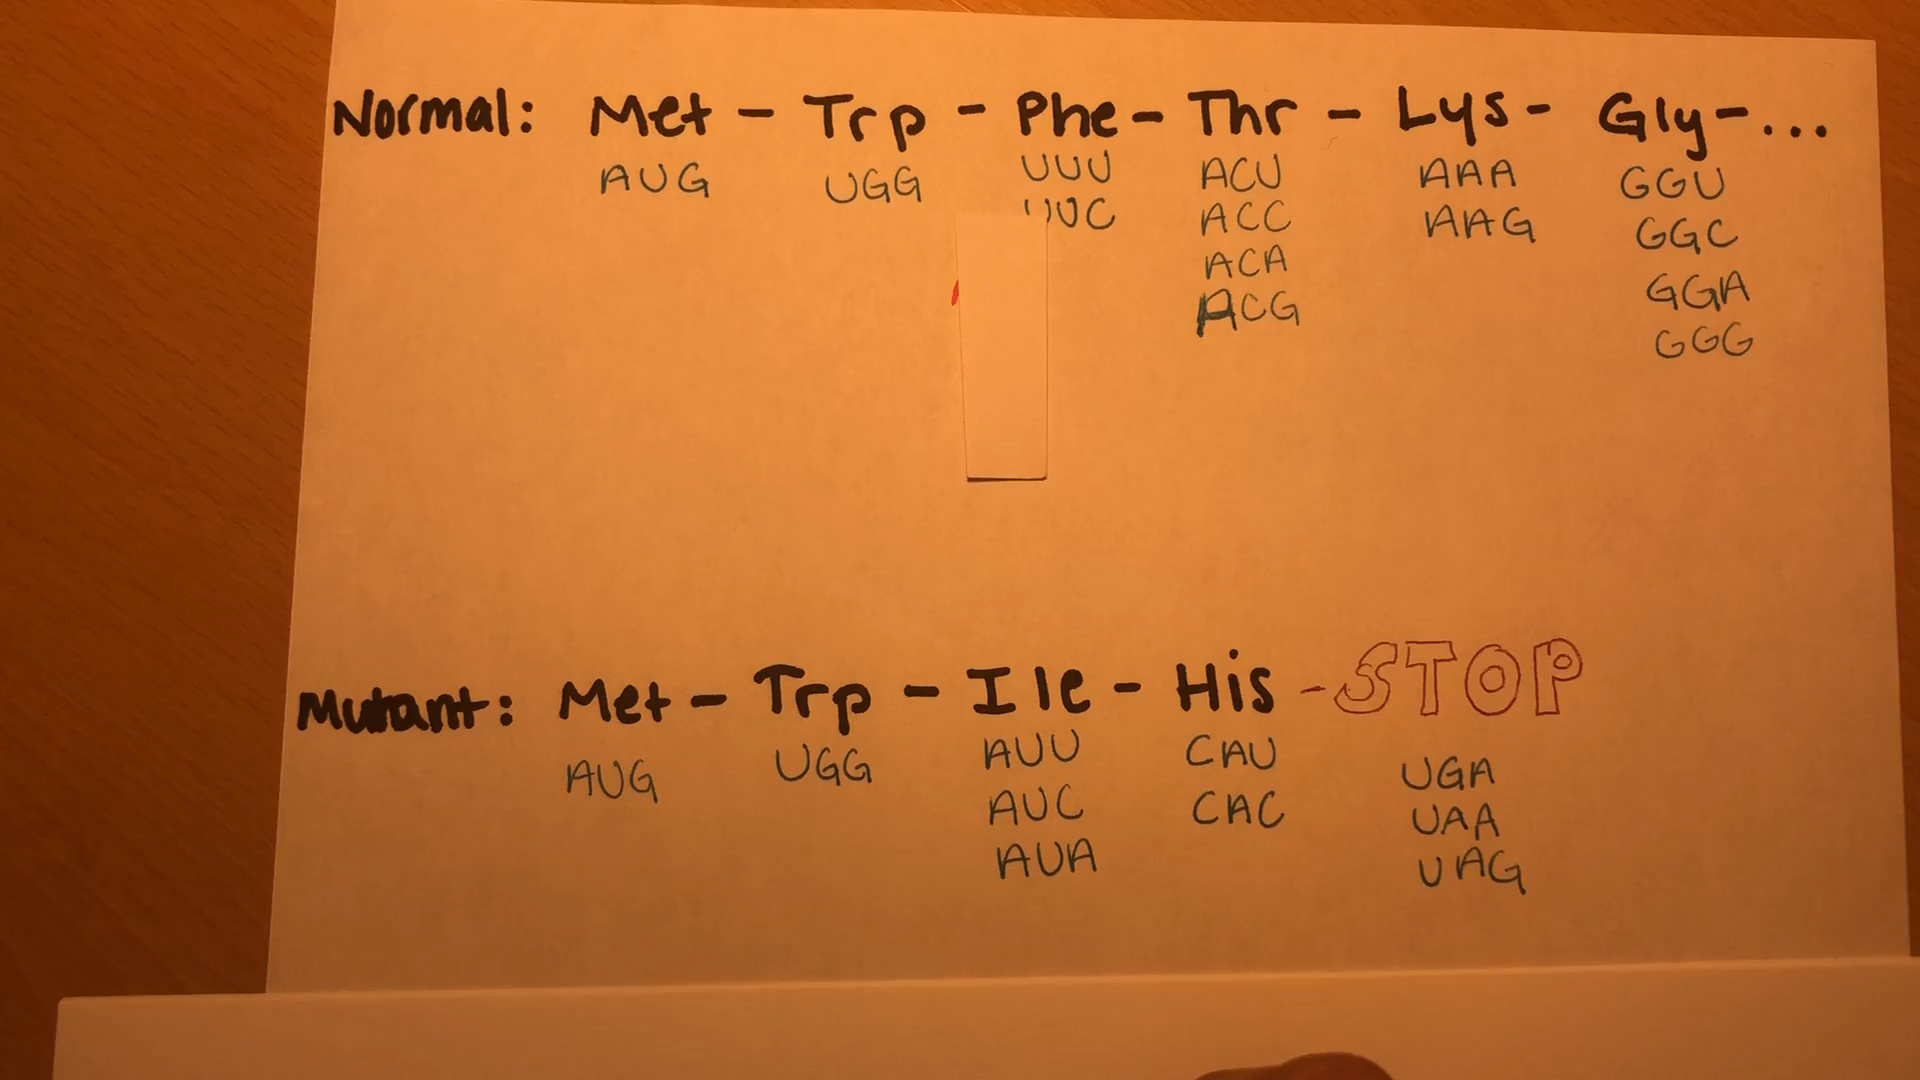 Normal: Met - Trp - Phe - Thr - Lys - Gly - ...
AUG UGG UUU ACU AAA GGU
UUC ACC AAG GGC
ACA GGA
ACG GGG
Mutant: Met - Trp - Ile - His - STOP
AUG UGG AUU CAU UGA
AUC CAC UAA
AUA UAG